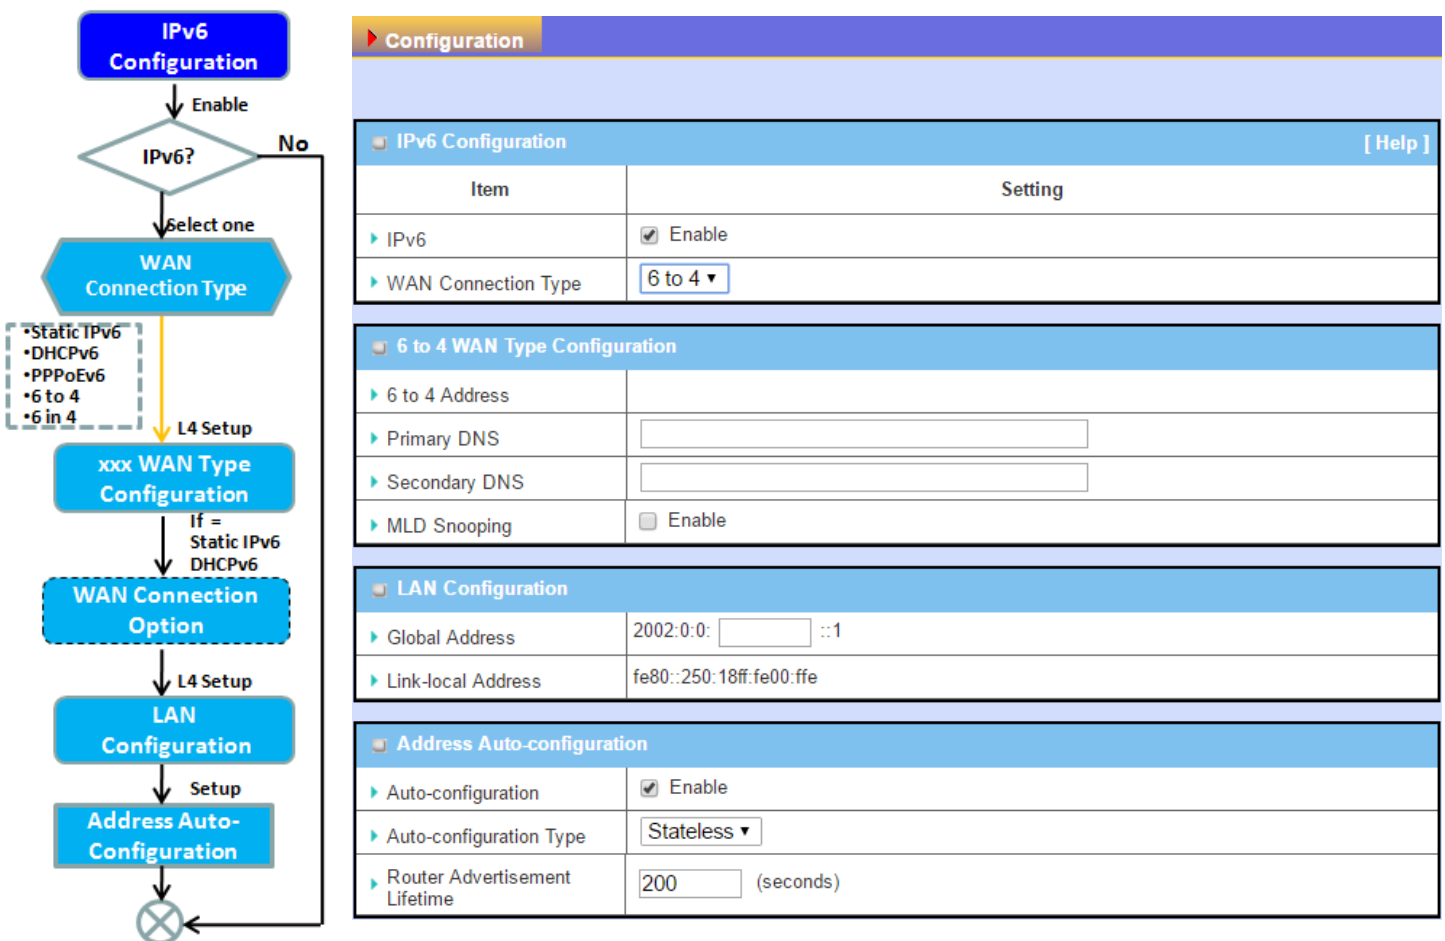 IPv6
Configuration
Enable
IPv6?
No
Select one
WAN
Connection Type
•Static IPv6
•DHCPv6
•PPPoEv6
•6 to 4
•6 in 4
L4 Setup
xxx WAN Type
Configuration
If =
Static IPv6
DHCPv6
WAN Connection
Option
L4 Setup
LAN
Configuration
Setup
Address Auto-
Configuration
Configuration
IPv6 Configuration [ Help ]
Item Setting
IPv6 Enable
WAN Connection Type 6 to 4
6 to 4 WAN Type Configuration
6 to 4 Address
Primary DNS
Secondary DNS
MLD Snooping Enable
LAN Configuration
Global Address 2002:0:0: ::1
Link-local Address fe80::250:18ff:fe00:ffe
Address Auto-configuration
Auto-configuration Enable
Auto-configuration Type Stateless
Router Advertisement
Lifetime 200 (seconds)